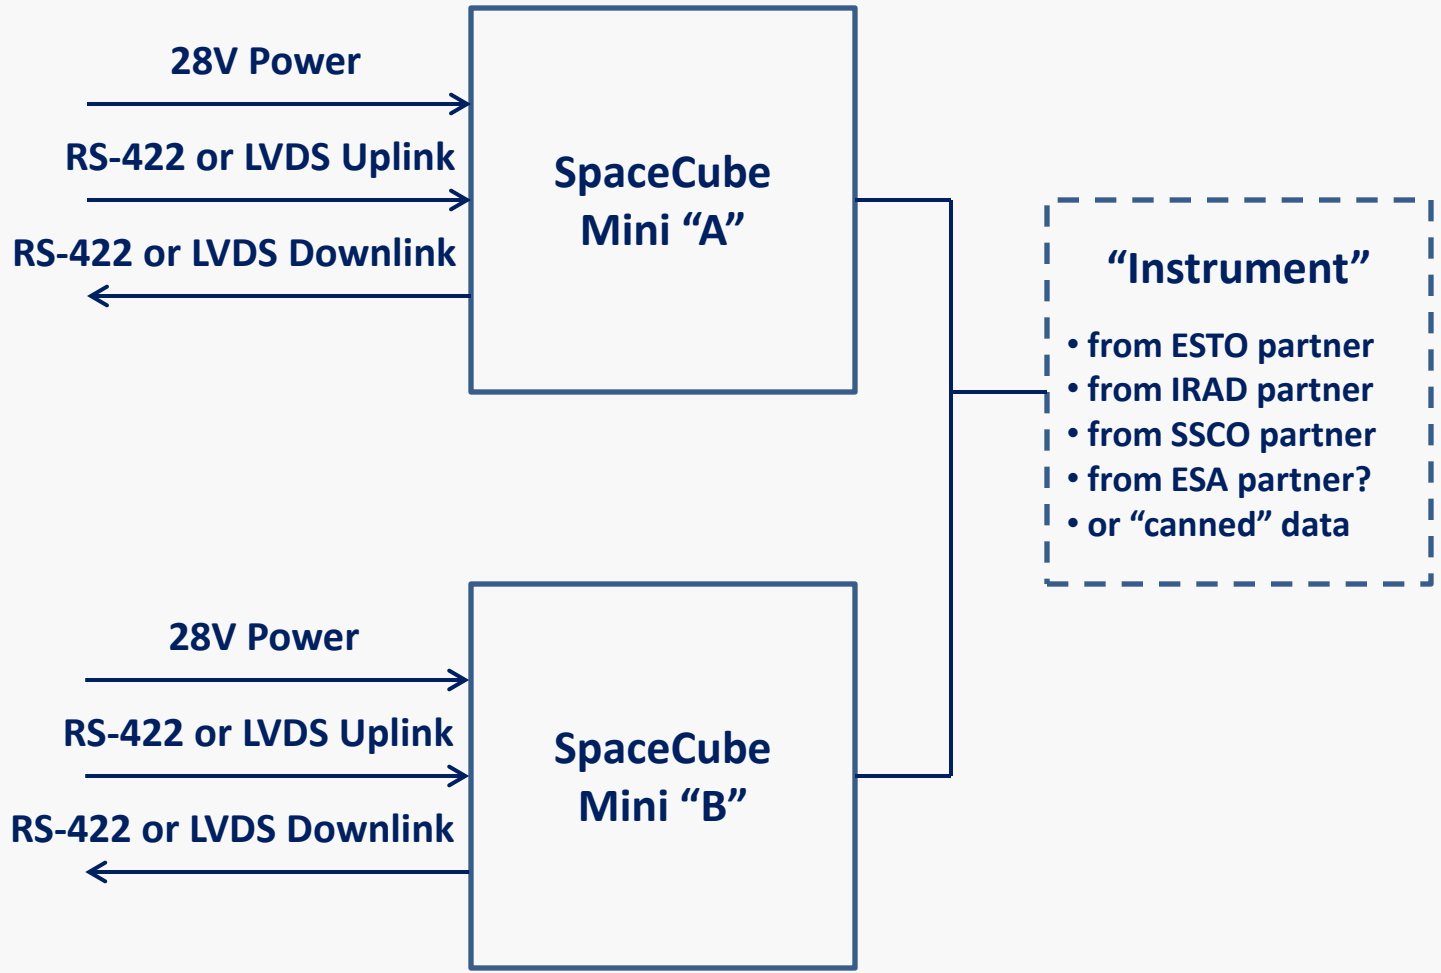 28V Power
RS-422 or LVDS Uplink
RS-422 or LVDS Downlink
SpaceCube
Mini “A”
“Instrument”
• from ESTO partner
• from IRAD partner
• from SSCO partner
• from ESA partner?
• or “canned” data
28V Power
RS-422 or LVDS Uplink
RS-422 or LVDS Downlink
SpaceCube
Mini “B”